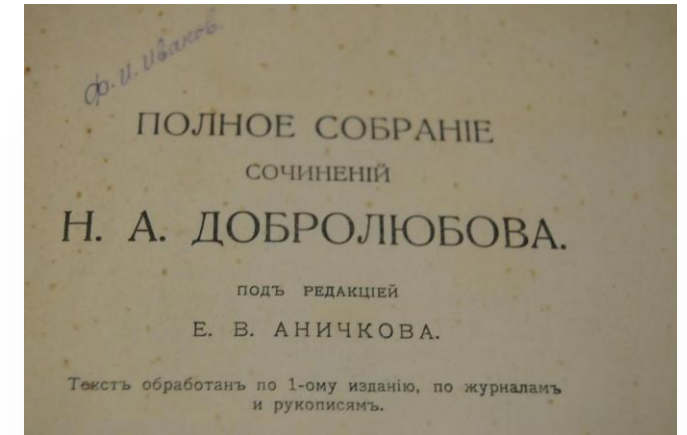 Ф. И. Иванов.
ПОЛНОЕ СОБРАНІЕ
СОЧИНЕНІЙ
Н. А. ДОБРОЛЮБОВА.
ПОДЪ РЕДАКЦІЕЙ
Е. В. АНИЧКОВА.
Текстъ обработанъ по 1-ому изданію, по журналамъ
и рукописямъ.